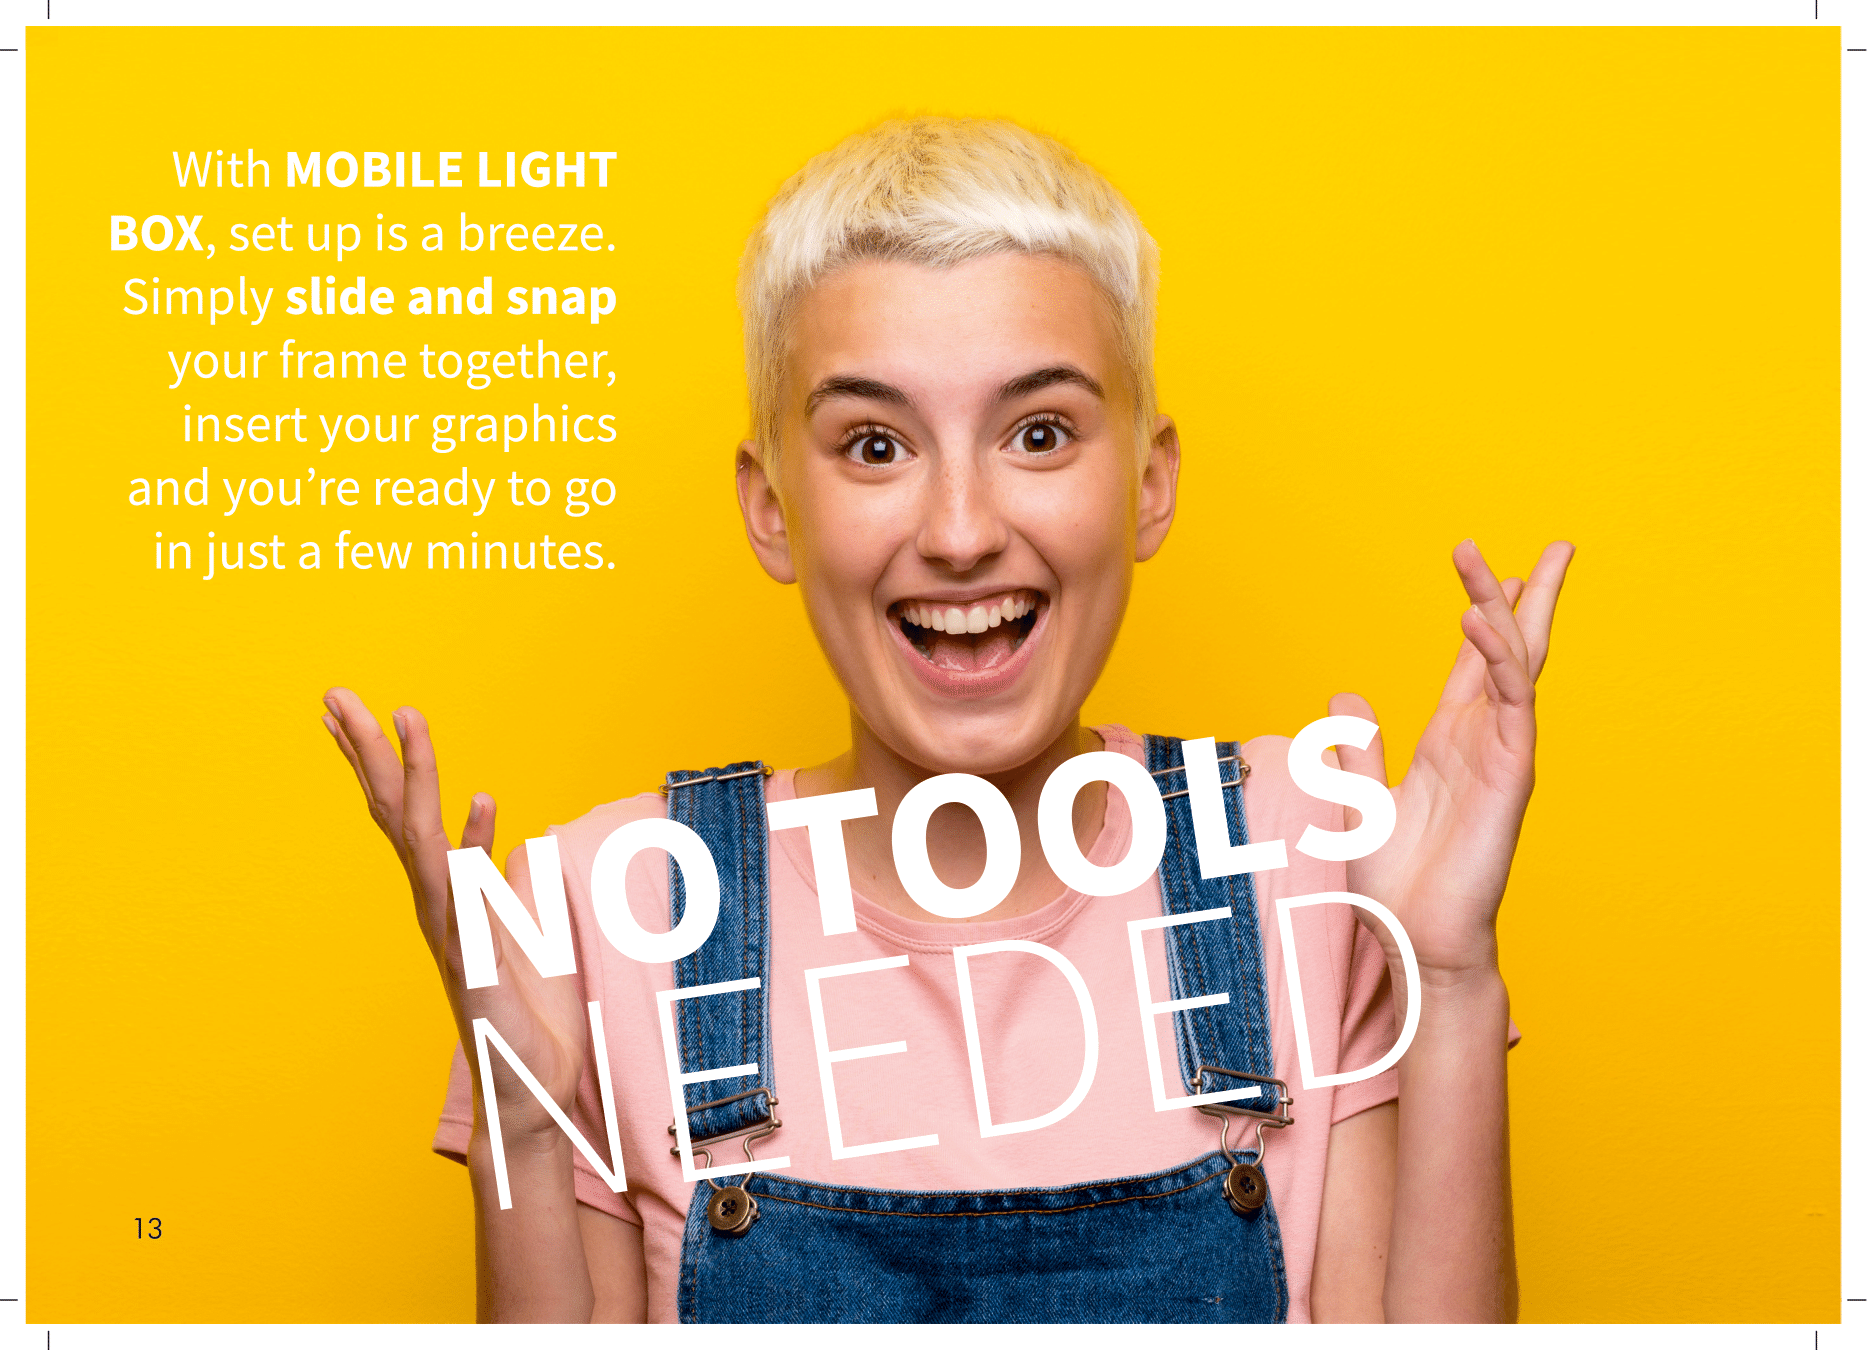 With MOBILE LIGHT
BOX, set up is a breeze.
Simply slide and snap
your frame together,
insert your graphics
and you’re ready to go
in just a few minutes.
NO TOOLS
NEEDED
13